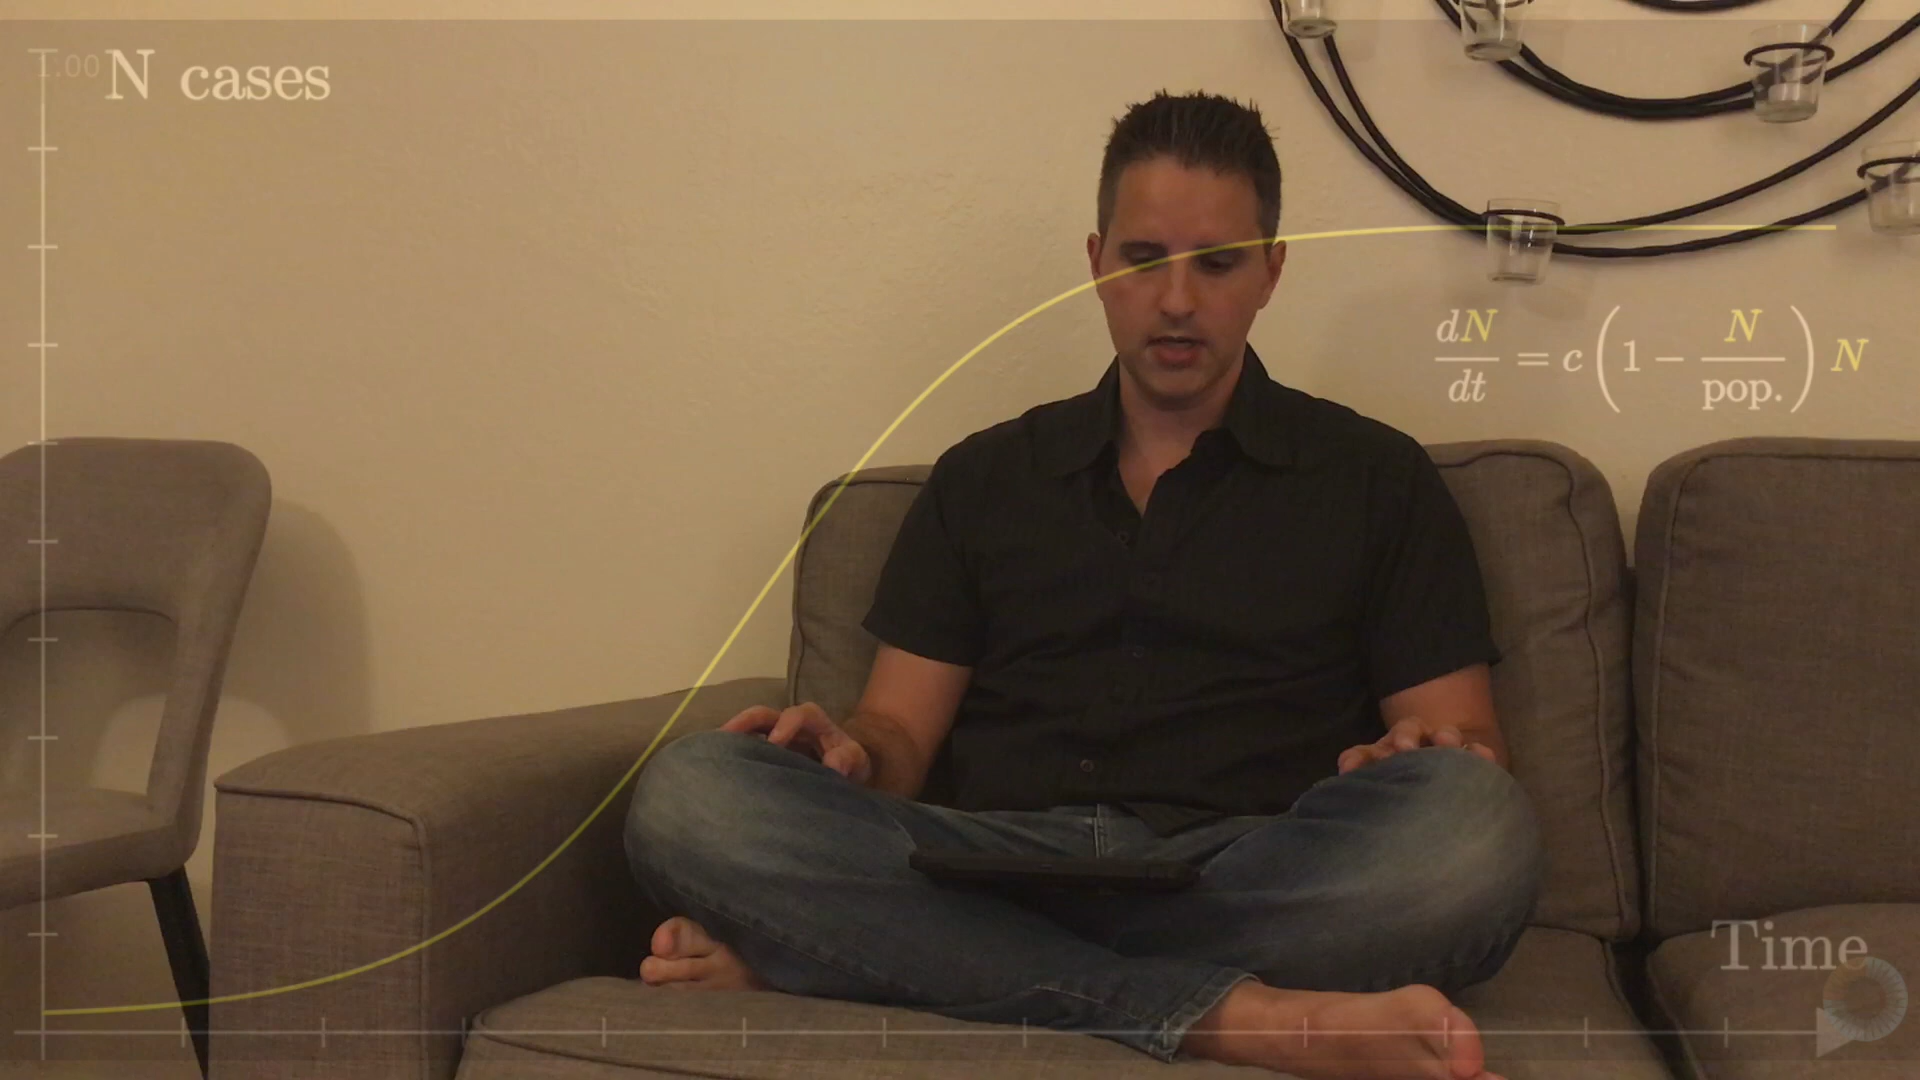 1.00
N cases
dN/dt = c (1 − N/pop.) N
Time